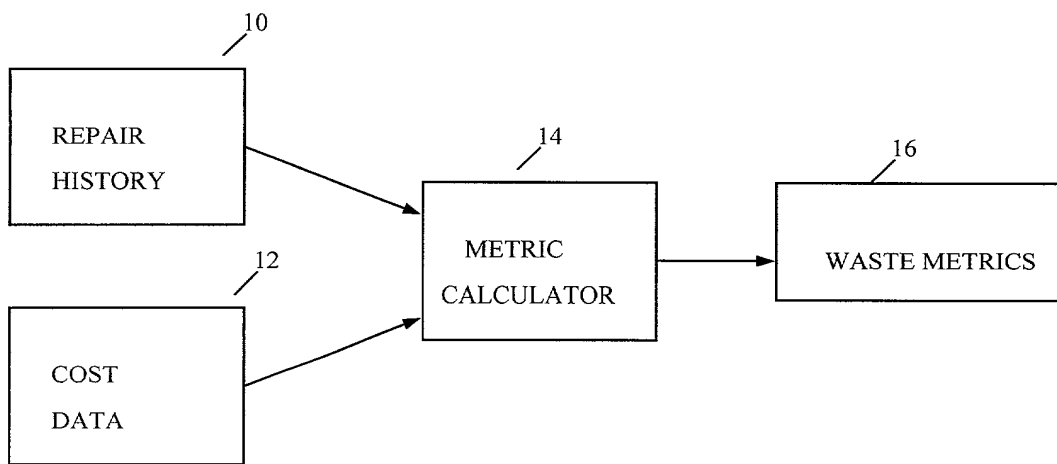 10
REPAIR
HISTORY
12
COST
DATA
14
METRIC
CALCULATOR
16
WASTE METRICS